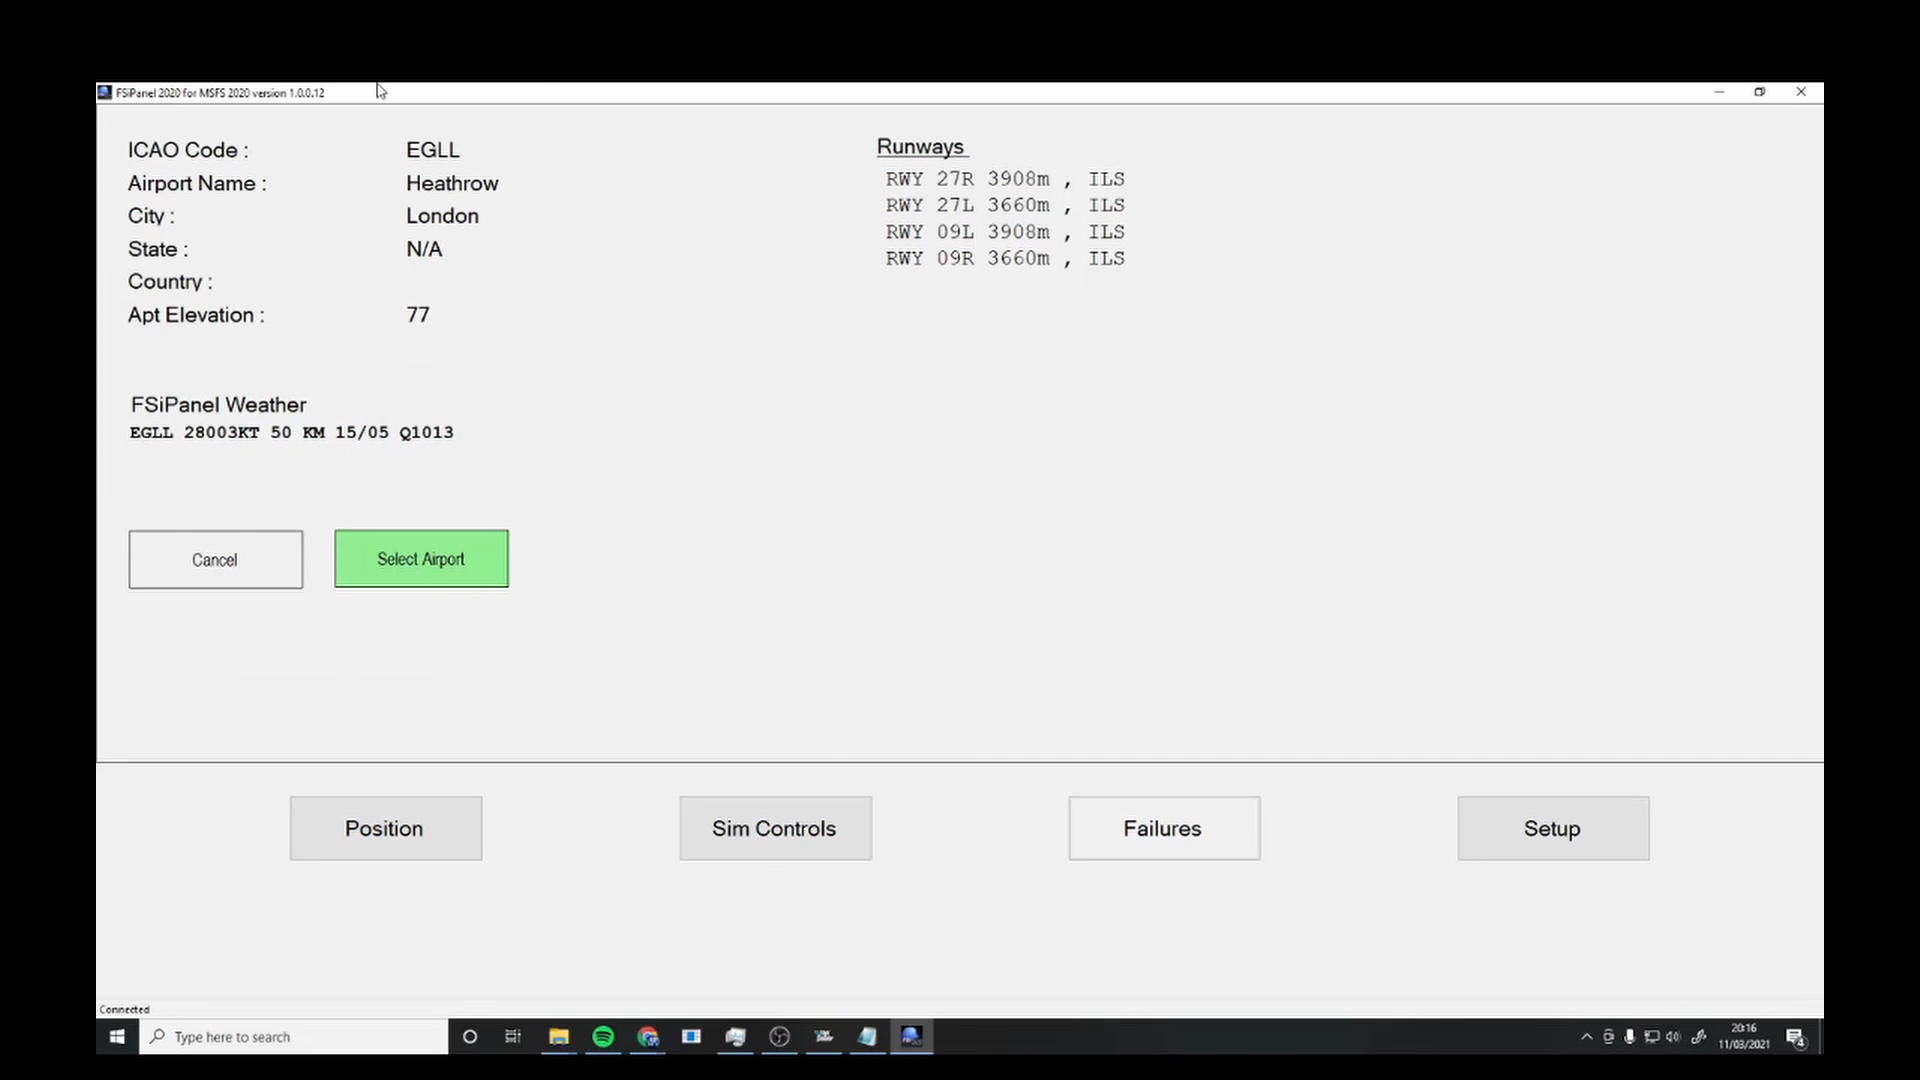 FSiPanel 2020 for MSFS 2020 version 1.0.0.12
ICAO Code : EGLL
Airport Name : Heathrow
City : London
State : N/A
Country :
Apt Elevation : 77
Runways
RWY 27R 3908m , ILS
RWY 27L 3660m , ILS
RWY 09L 3908m , ILS
RWY 09R 3660m , ILS
FSiPanel Weather
EGLL 28003KT 50 KM 15/05 Q1013
Cancel
Select Airport
Position
Sim Controls
Failures
Setup
Connected
Type here to search
20:16
11/03/2021
4